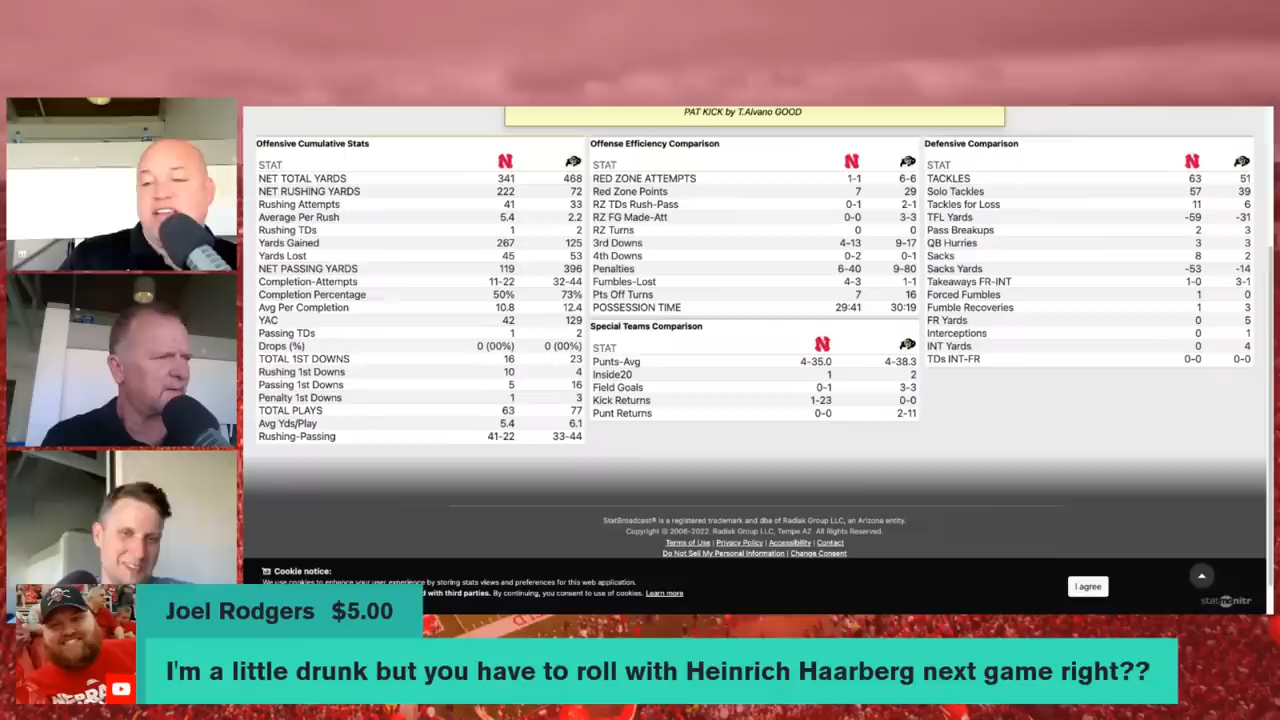 PAT KICK by T.Alvano GOOD
Offensive Cumulative Stats
STAT N
NET TOTAL YARDS 341 468
NET RUSHING YARDS 222 72
Rushing Attempts 41 33
Average Per Rush 5.4 2.2
Rushing TDs 1 2
Yards Gained 267 125
Yards Lost 45 53
NET PASSING YARDS 119 396
Completion-Attempts 11-22 32-44
Completion Percentage 50% 73%
Avg Per Completion 10.8 12.4
YAC 42 129
Passing TDs 1 2
Drops (%) 0 (00%) 0 (00%)
TOTAL 1ST DOWNS 16 23
Rushing 1st Downs 10 4
Passing 1st Downs 5 16
Penalty 1st Downs 1 3
TOTAL PLAYS 63 77
Avg Yds/Play 5.4 6.1
Rushing-Passing 41-22 33-44
Offense Efficiency Comparison
STAT N
RED ZONE ATTEMPTS 1-1 6-6
Red Zone Points 7 29
RZ TDs Rush-Pass 0-1 2-1
RZ FG Made-Att 0-0 3-3
RZ Turns 0 0
3rd Downs 4-13 9-17
4th Downs 0-2 0-1
Penalties 6-40 9-80
Fumbles-Lost 4-3 1-1
Pts Off Turns 7 16
POSSESSION TIME 29:41 30:19
Special Teams Comparison
STAT N
Punts-Avg 4-35.0 4-38.3
Inside20 1 2
Field Goals 0-1 3-3
Kick Returns 1-23 0-0
Punt Returns 0-0 2-11
Defensive Comparison
STAT N
TACKLES 63 51
Solo Tackles 57 39
Tackles for Loss 11 6
TFL Yards -59 -31
Pass Breakups 2 3
QB Hurries 3 3
Sacks 8 2
Sacks Yards -53 -14
Takeaways FR-INT 1-0 3-1
Forced Fumbles 1 0
Fumble Recoveries 1 3
FR Yards 0 5
Interceptions 0 1
INT Yards 0 4
TDs INT-FR 0-0 0-0
StatBroadcast® is a registered trademark and dba of Radiak Group LLC, an Arizona entity.
Copyright © 2006-2022. Radiak Group LLC, Tempe AZ. All Rights Reserved.
Terms of Use | Privacy Policy | Accessibility | Contact
Do Not Sell My Personal Information | Change Consent
Cookie notice:
We use cookies to enhance your user experience by storing stats views and preferences for this web application.
d with third parties. By continuing, you consent to use of cookies. Learn more
I agree
statmonitr
Joel Rodgers $5.00
I'm a little drunk but you have to roll with Heinrich Haarberg next game right??